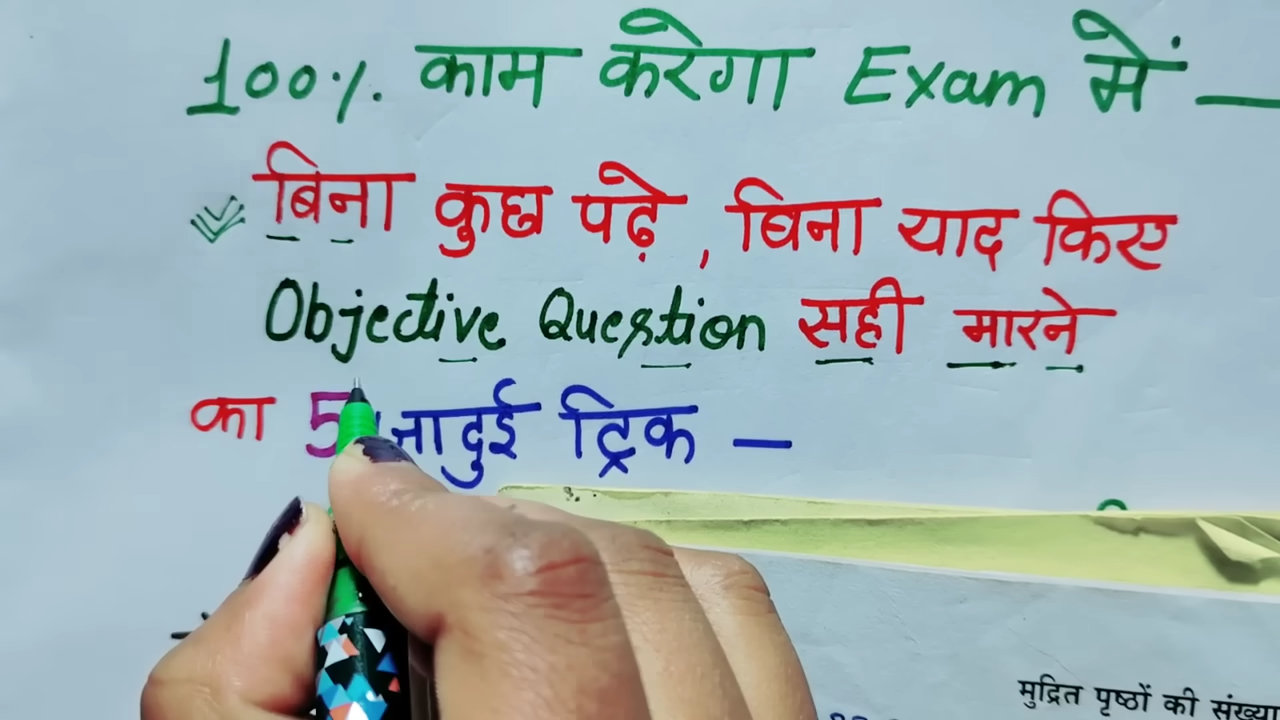 100% काम करेगा Exam में —
बिना कुछ पढ़े, बिना याद किए
Objective Question सही मारने
का 5 जादुई ट्रिक —
मुद्रित पृष्ठों की संख्या